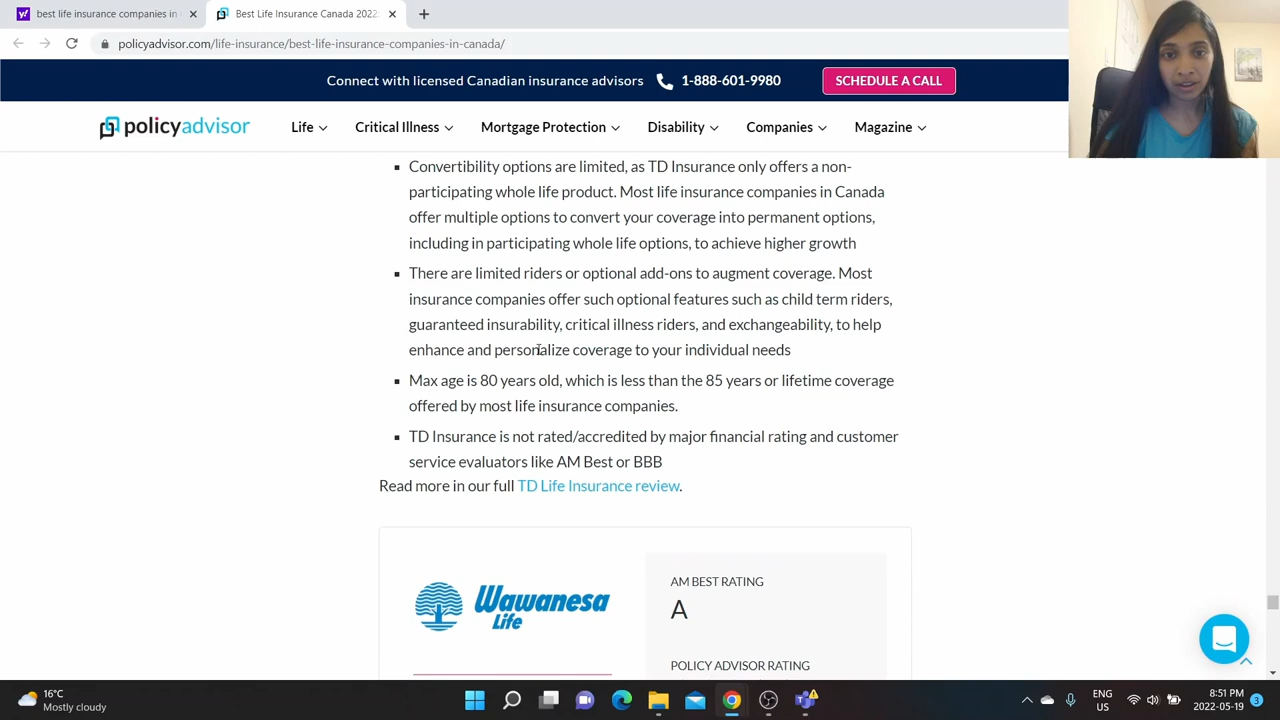 best life insurance companies in
Best Life Insurance Canada 2022
policyadvisor.com/life-insurance/best-life-insurance-companies-in-canada/
Connect with licensed Canadian insurance advisors 1-888-601-9980 SCHEDULE A CALL
policyadvisor Life Critical Illness Mortgage Protection Disability Companies Magazine
Convertibility options are limited, as TD Insurance only offers a non-
participating whole life product. Most life insurance companies in Canada
offer multiple options to convert your coverage into permanent options,
including in participating whole life options, to achieve higher growth
There are limited riders or optional add-ons to augment coverage. Most
insurance companies offer such optional features such as child term riders,
guaranteed insurability, critical illness riders, and exchangeability, to help
enhance and personalize coverage to your individual needs
Max age is 80 years old, which is less than the 85 years or lifetime coverage
offered by most life insurance companies.
TD Insurance is not rated/accredited by major financial rating and customer
service evaluators like AM Best or BBB
Read more in our full TD Life Insurance review.
Wawanesa
Life
AM BEST RATING
A
POLICY ADVISOR RATING
16°C
Mostly cloudy
ENG
US
8:51 PM
2022-05-19
3